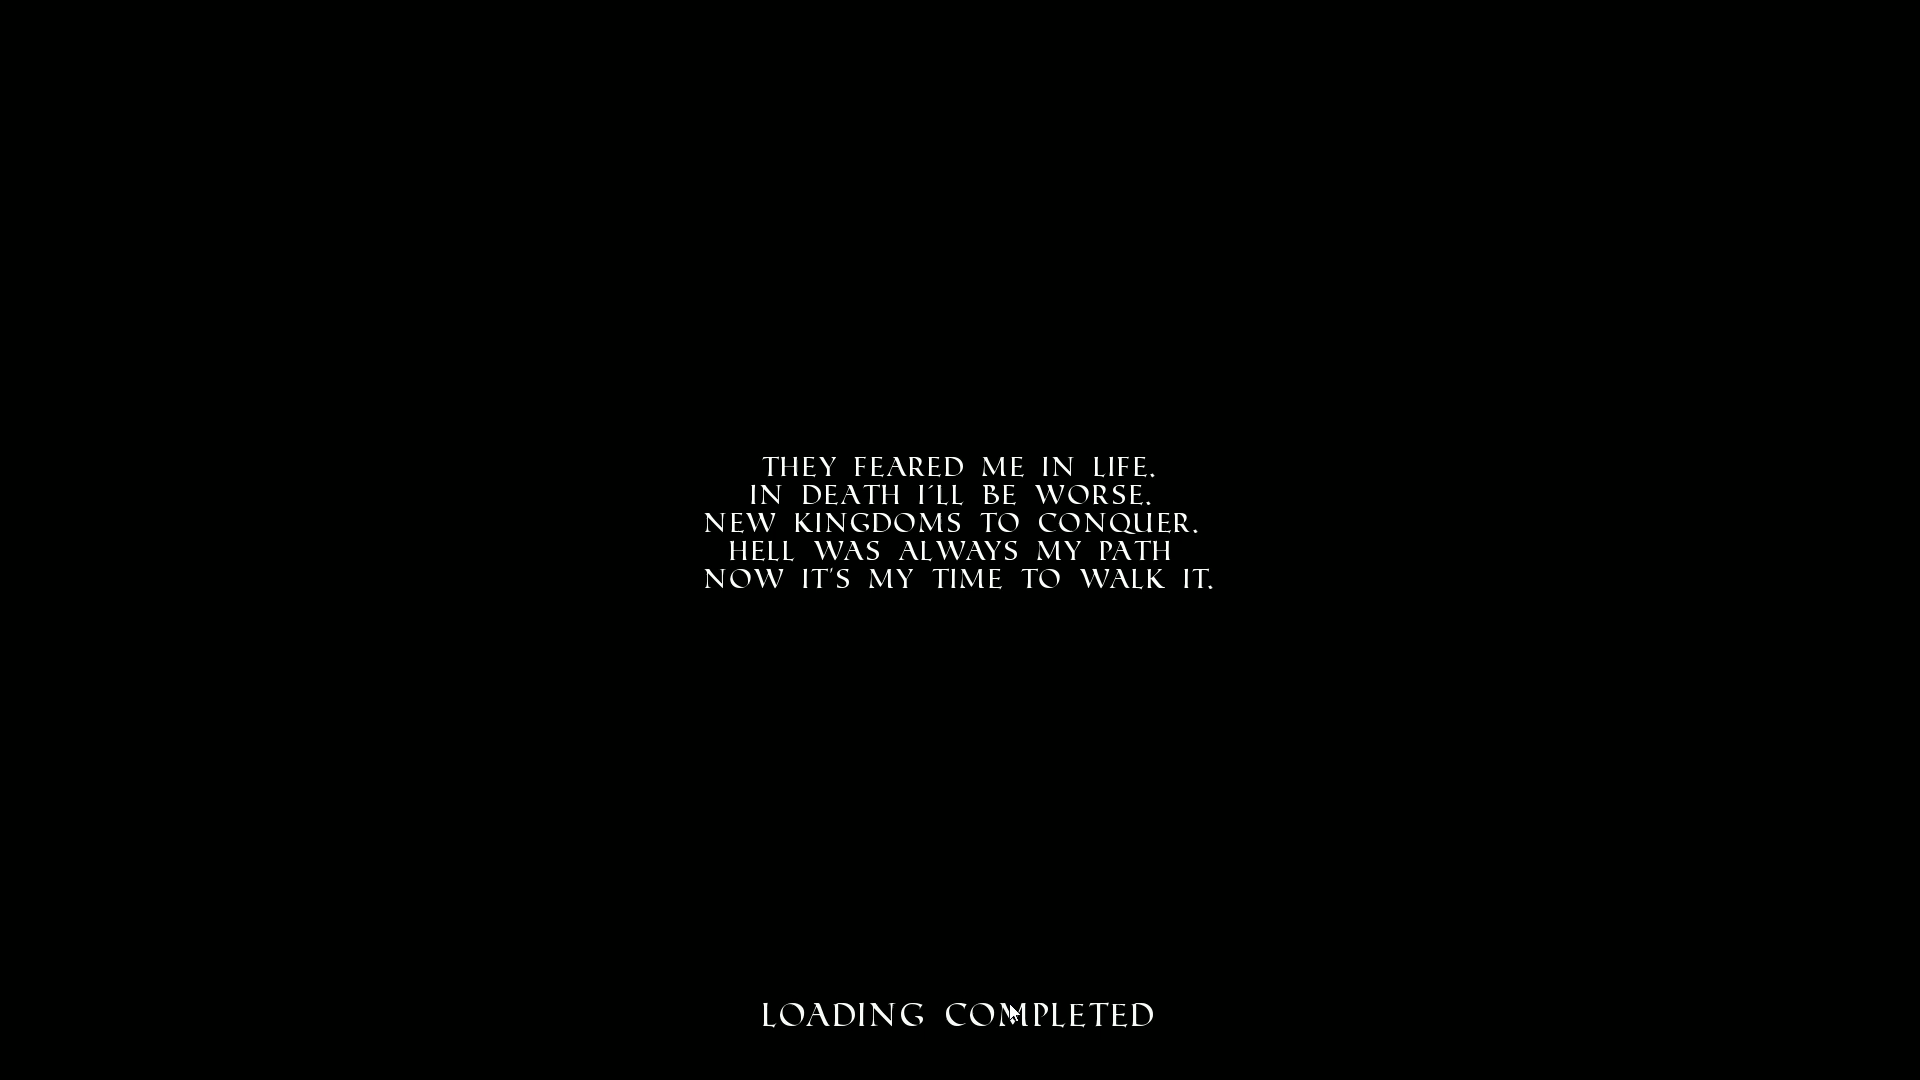 THEY FEARED ME IN LIFE.
IN DEATH I´LL BE WORSE.
NEW KINGDOMS TO CONQUER.
HELL WAS ALWAYS MY PATH
NOW IT'S MY TIME TO WALK IT.
LOADING COMPLETED